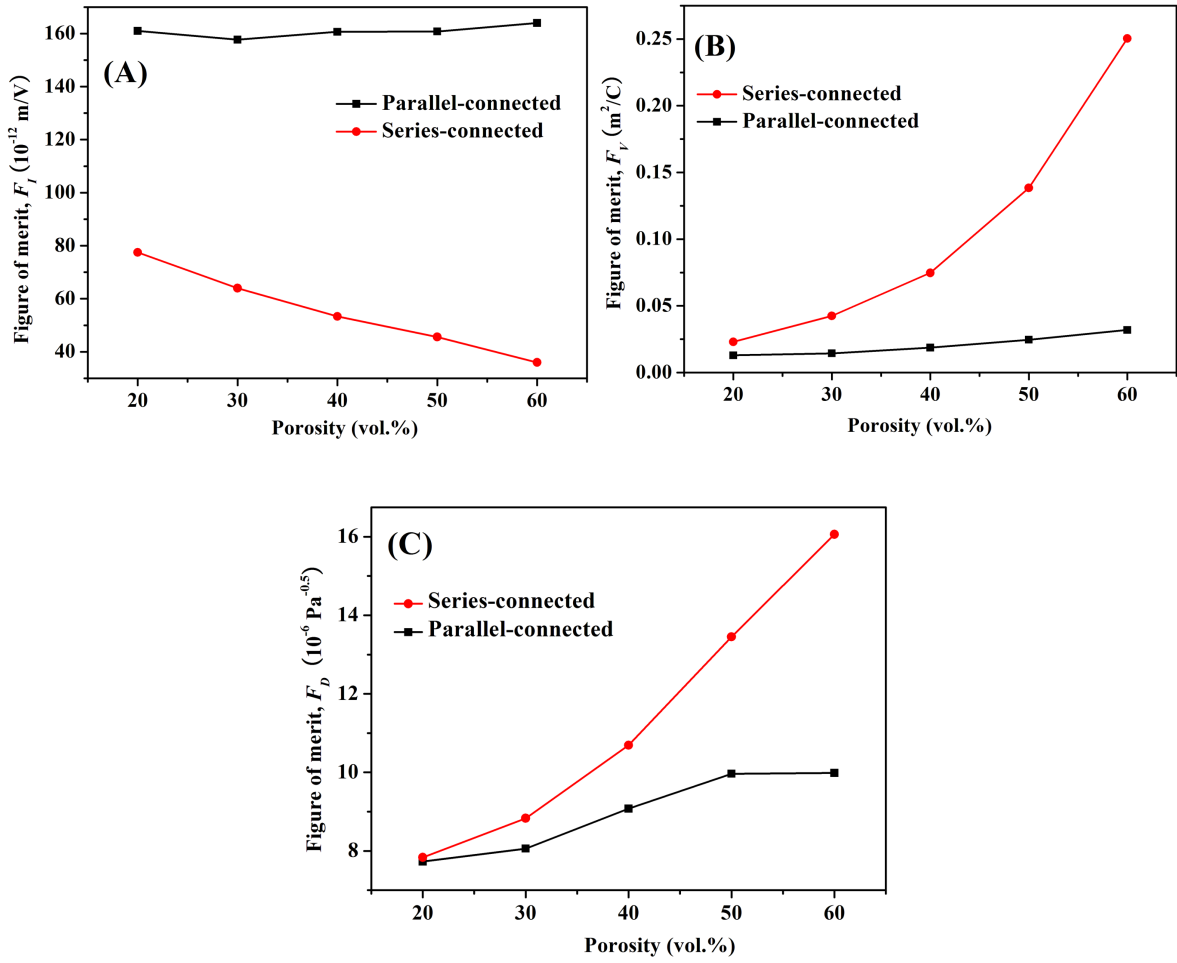 (A)
Figure of merit, F_I (10⁻¹² m/V)
160
140
120
100
80
60
40
Parallel-connected
Series-connected
20 30 40 50 60
Porosity (vol.%)
(B)
Figure of merit, F_V (m²/C)
0.25
0.20
0.15
0.10
0.05
0.00
Series-connected
Parallel-connected
20 30 40 50 60
Porosity (vol.%)
(C)
Figure of merit, F_D (10⁻⁶ Pa⁻⁰·⁵)
16
14
12
10
8
Series-connected
Parallel-connected
20 30 40 50 60
Porosity (vol.%)